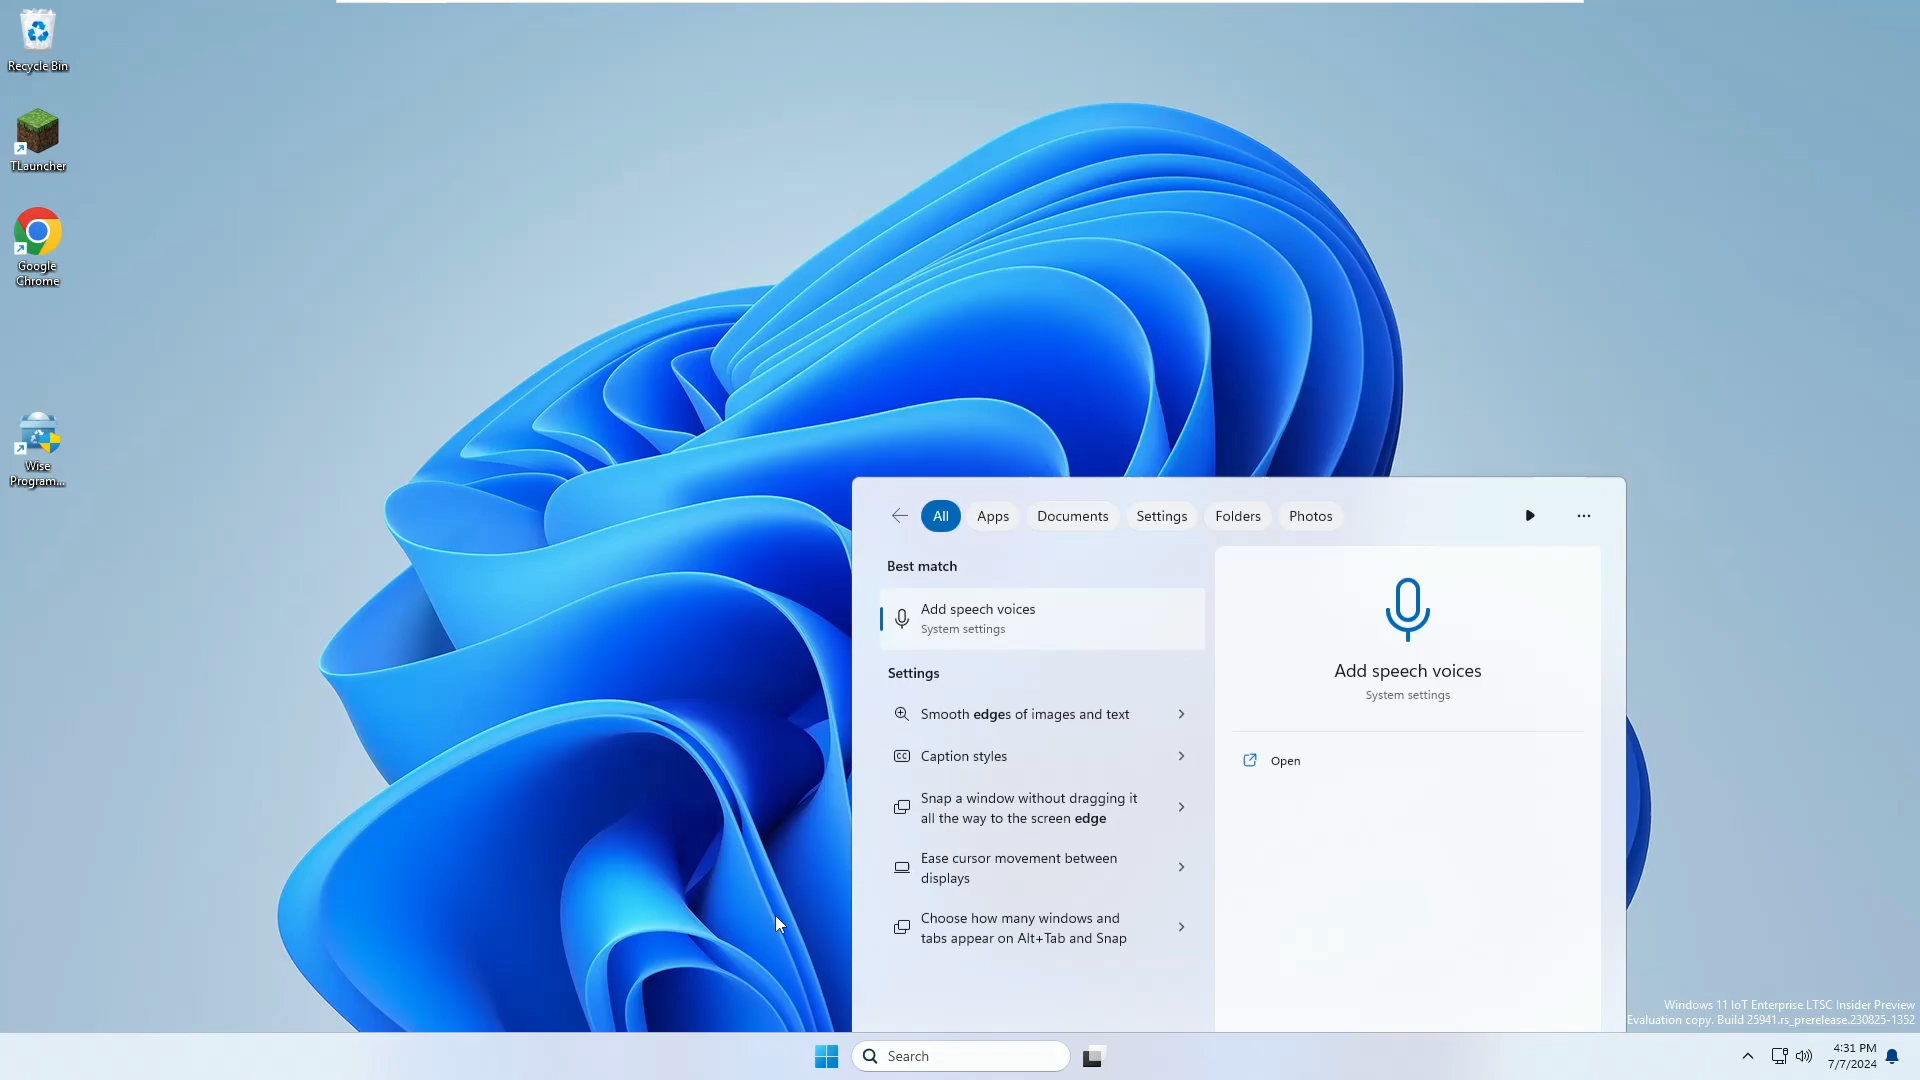 Recycle Bin
TLauncher
Google
Chrome
Wise
Program...
All
Apps
Documents
Settings
Folders
Photos
Best match
Add speech voices
System settings
Settings
Smooth edges of images and text
Caption styles
Snap a window without dragging it
all the way to the screen edge
Ease cursor movement between
displays
Choose how many windows and
tabs appear on Alt+Tab and Snap
Add speech voices
System settings
Open
Windows 11 IoT Enterprise LTSC Insider Preview
Evaluation copy. Build 25941.rs_prerelease.230825-1352
Search
4:31 PM
7/7/2024